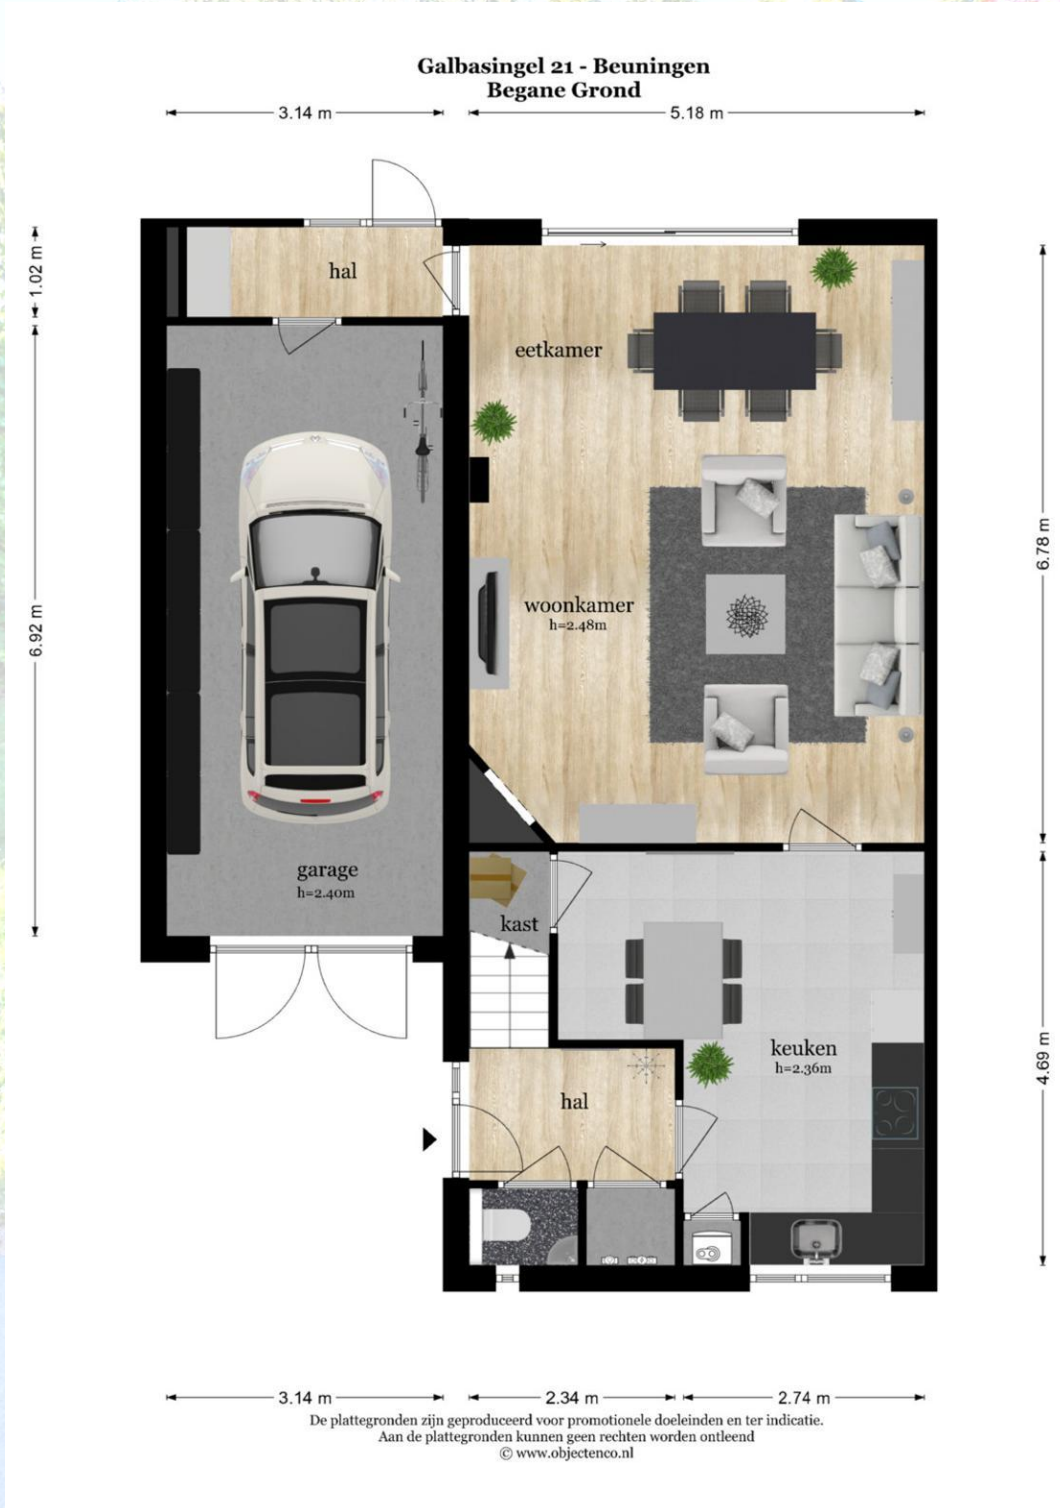 Galbasingel 21 - Beuningen
Begane Grond
3.14 m
5.18 m
1.02 m
hal
eetkamer
6.78 m
6.92 m
woonkamer
h=2.48m
garage
h=2.40m
kast
keuken
h=2.36m
4.69 m
hal
3.14 m
2.34 m
2.74 m
De plattegronden zijn geproduceerd voor promotionele doeleinden en ter indicatie.
Aan de plattegronden kunnen geen rechten worden ontleend
© www.objectenco.nl